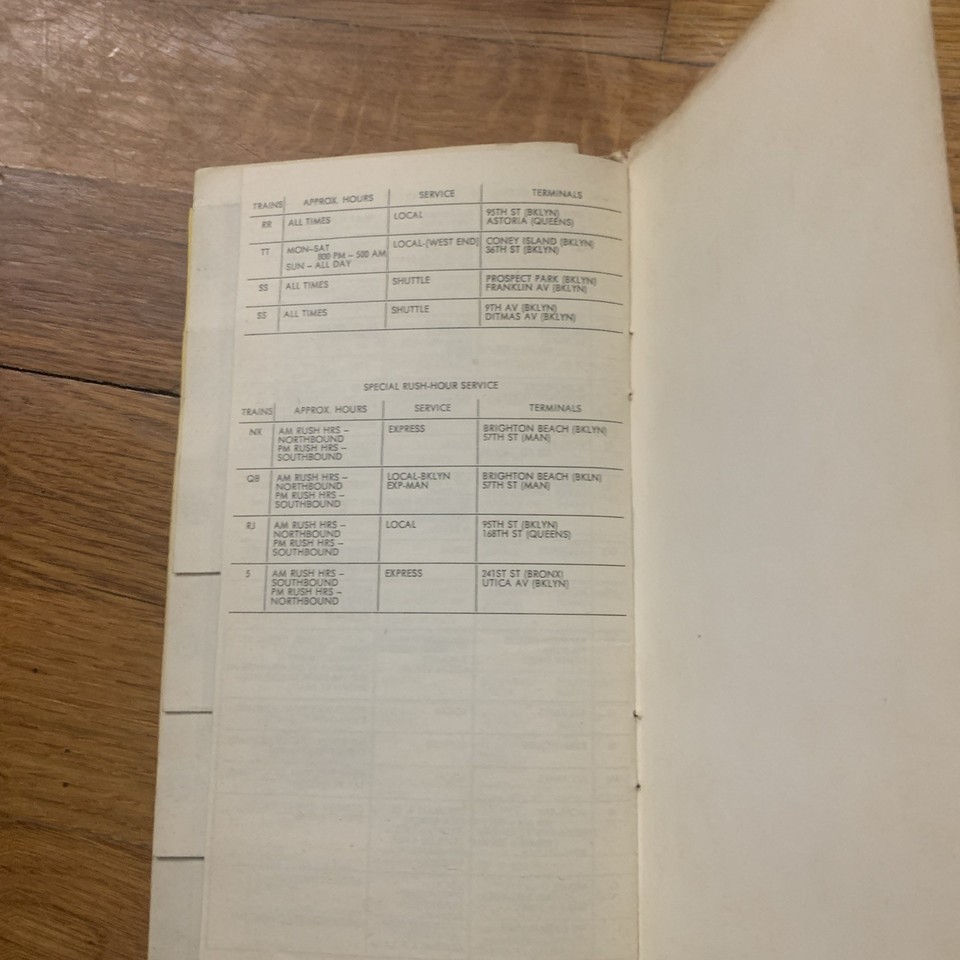 TRAINS APPROX. HOURS SERVICE TERMINALS
RR ALL TIMES LOCAL 95TH ST (BKLYN)
ASTORIA (QUEENS)
TT MON–SAT LOCAL-(WEST END) CONEY ISLAND (BKLYN)
800 PM – 500 AM 36TH ST (BKLYN)
SUN – ALL DAY
SS ALL TIMES SHUTTLE PROSPECT PARK (BKLYN)
FRANKLIN AV (BKLYN)
SS ALL TIMES SHUTTLE 9TH AV (BKLYN)
DITMAS AV (BKLYN)
SPECIAL RUSH-HOUR SERVICE
TRAINS APPROX. HOURS SERVICE TERMINALS
NX AM RUSH HRS – EXPRESS BRIGHTON BEACH (BKLYN)
NORTHBOUND 57TH ST (MAN)
PM RUSH HRS –
SOUTHBOUND
QB AM RUSH HRS – LOCAL-BKLYN BRIGHTON BEACH (BKLN)
NORTHBOUND EXP-MAN 57TH ST (MAN)
PM RUSH HRS –
SOUTHBOUND
RJ AM RUSH HRS – LOCAL 95TH ST (BKLYN)
NORTHBOUND 168TH ST (QUEENS)
PM RUSH HRS –
SOUTHBOUND
5 AM RUSH HRS – EXPRESS 241ST ST (BRONX)
SOUTHBOUND UTICA AV (BKLYN)
PM RUSH HRS –
NORTHBOUND